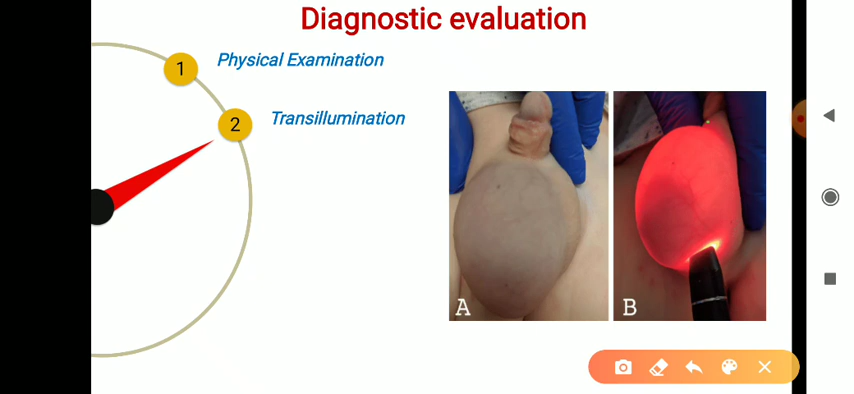 Diagnostic evaluation
1
Physical Examination
2
Transillumination
A
B